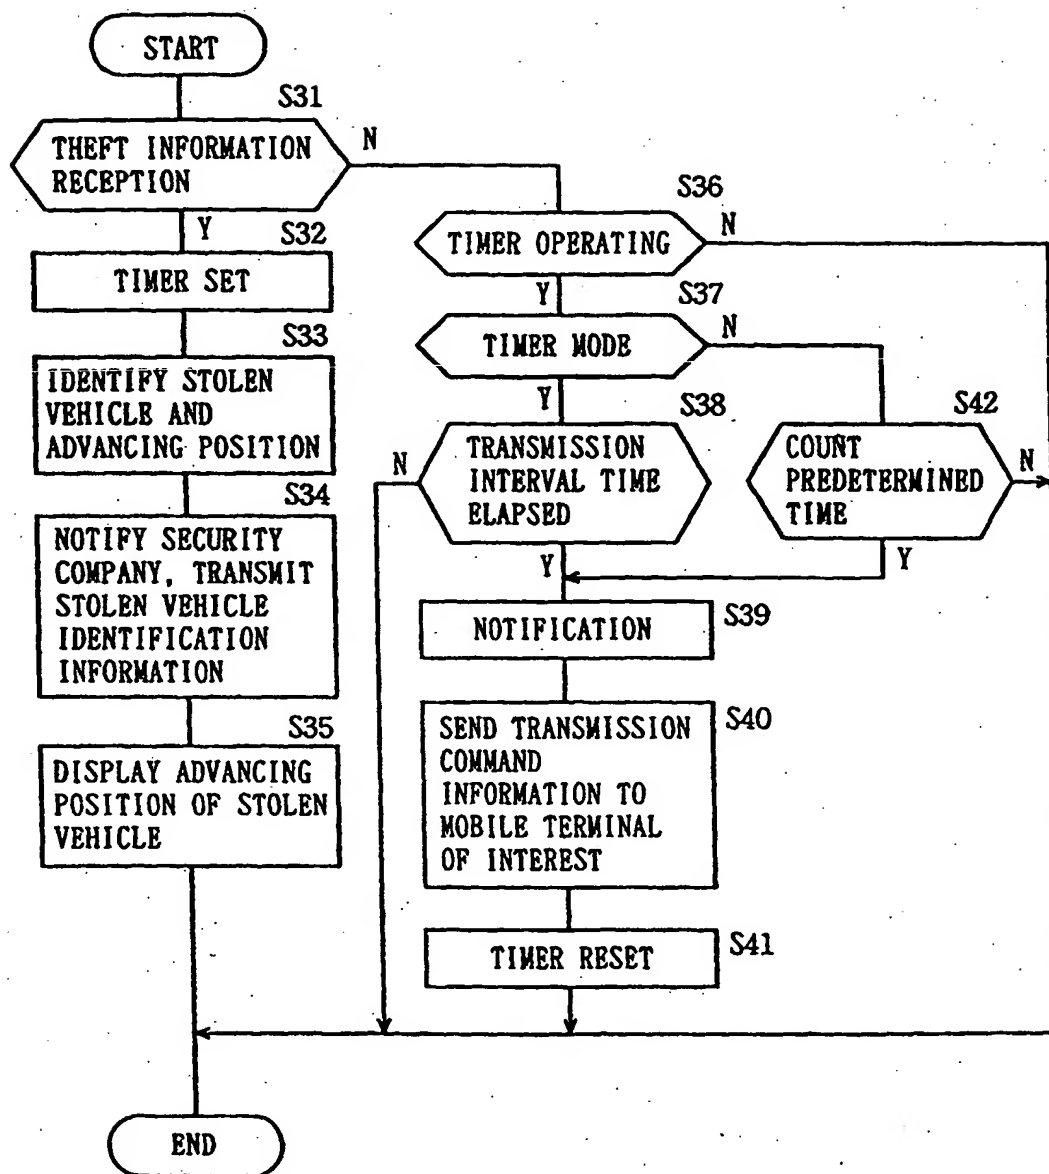 START
S31
THEFT INFORMATION
RECEPTION
N
Y
S32
TIMER SET
S33
IDENTIFY STOLEN
VEHICLE AND
ADVANCING POSITION
S34
NOTIFY SECURITY
COMPANY, TRANSMIT
STOLEN VEHICLE
IDENTIFICATION
INFORMATION
S35
DISPLAY ADVANCING
POSITION OF STOLEN
VEHICLE
S36
TIMER OPERATING
N
Y
S37
TIMER MODE
N
Y
S38
TRANSMISSION
INTERVAL TIME
ELAPSED
N
Y
S42
COUNT
PREDETERMINED
TIME
N
Y
NOTIFICATION
S39
SEND TRANSMISSION
COMMAND
INFORMATION TO
MOBILE TERMINAL
OF INTEREST
S40
TIMER RESET
S41
END